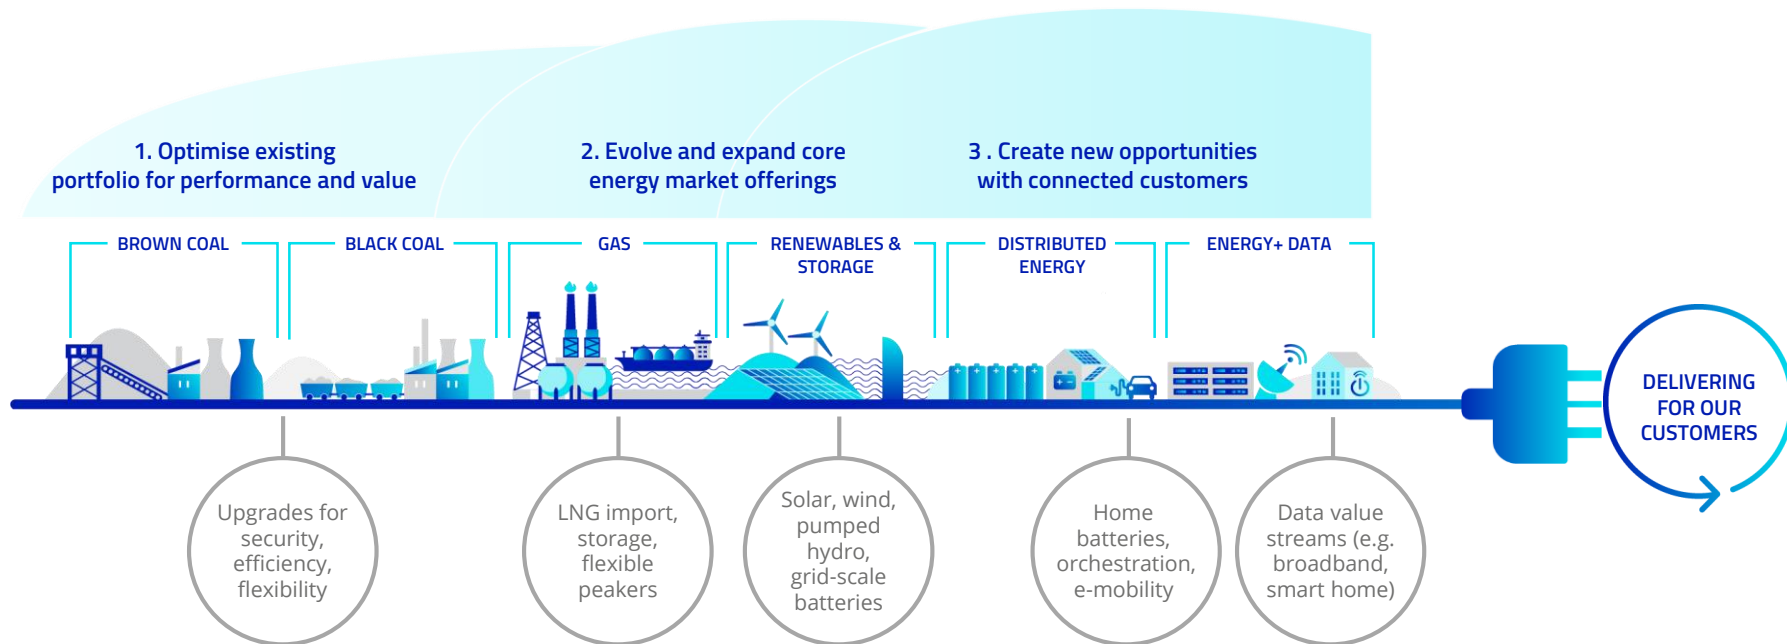 1. Optimise existing
portfolio for performance and value
2. Evolve and expand core
energy market offerings
3 . Create new opportunities
with connected customers
BROWN COAL
BLACK COAL
GAS
RENEWABLES &
STORAGE
DISTRIBUTED
ENERGY
ENERGY+ DATA
DELIVERING
FOR OUR
CUSTOMERS
Upgrades for
security,
efficiency,
flexibility
LNG import,
storage,
flexible
peakers
Solar, wind,
pumped
hydro,
grid-scale
batteries
Home
batteries,
orchestration,
e-mobility
Data value
streams (e.g.
broadband,
smart home)